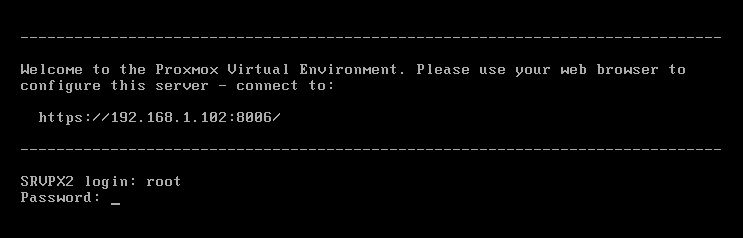 ------------------------------------------------------------------------------
Welcome to the Proxmox Virtual Environment. Please use your web browser to
configure this server - connect to:
https://192.168.1.102:8006/
------------------------------------------------------------------------------
SRVPX2 login: root
Password: _